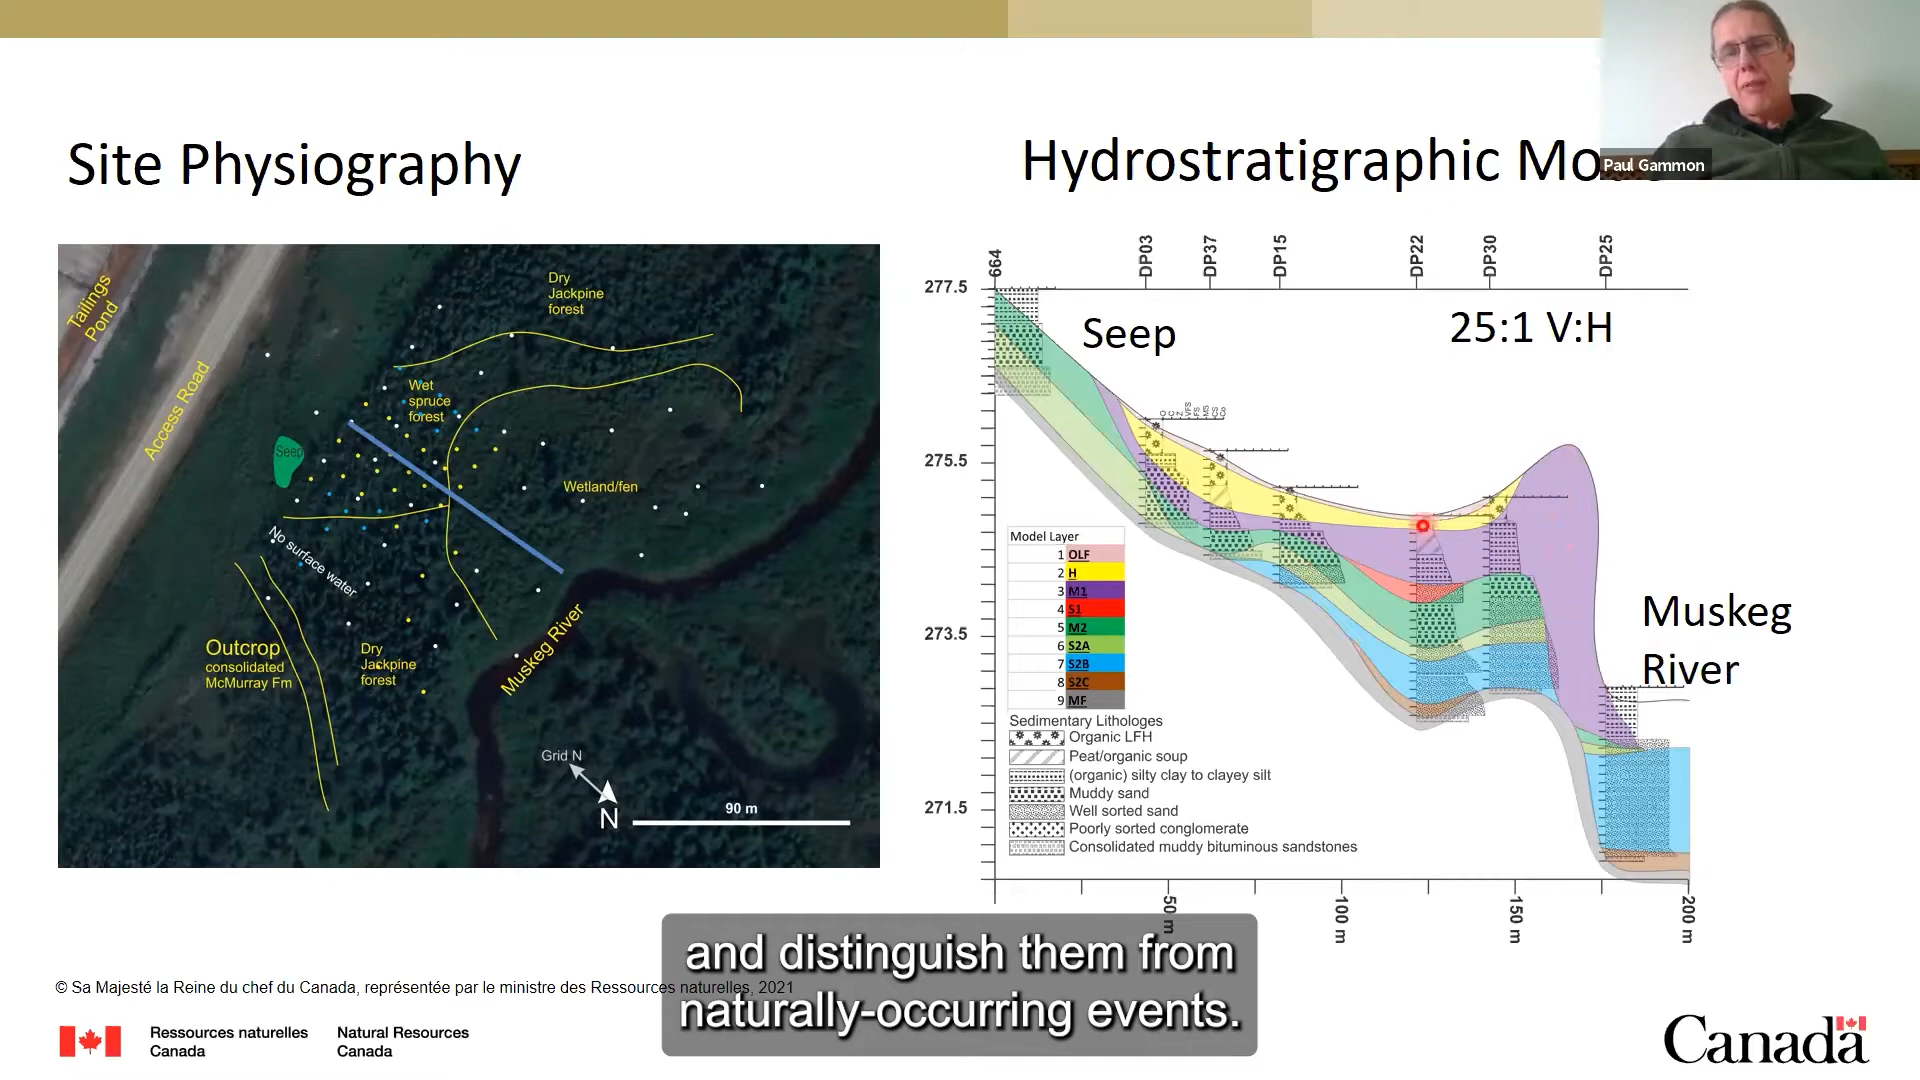 Paul Gammon
Site Physiography
Hydrostratigraphic Mo
Tailings
Pond
Access Road
Dry
Jackpine
forest
Wet
spruce
forest
Seep
Wetland/fen
No surface water
Outcrop
consolidated
McMurray Fm
Dry
Jackpine
forest
Muskeg River
Grid N
N
90 m
664
DP03
DP37
DP15
DP22
DP30
DP25
277.5
275.5
273.5
271.5
Seep
25:1 V:H
O
C
Z
VFS
FS
MS
CS
Co
Muskeg
River
Model Layer
1 OLF
2 H
3 M1
4 S1
5 M2
6 S2A
7 S2B
8 S2C
9 MF
Sedimentary Lithologes
Organic LFH
Peat/organic soup
(organic) silty clay to clayey silt
Muddy sand
Well sorted sand
Poorly sorted conglomerate
Consolidated muddy bituminous sandstones
50 m
100 m
150 m
200 m
and distinguish them from
naturally-occurring events.
© Sa Majesté la Reine du chef du Canada, représentée par le ministre des Ressources naturelles, 2021
Ressources naturelles
Canada
Natural Resources
Canada
Canada